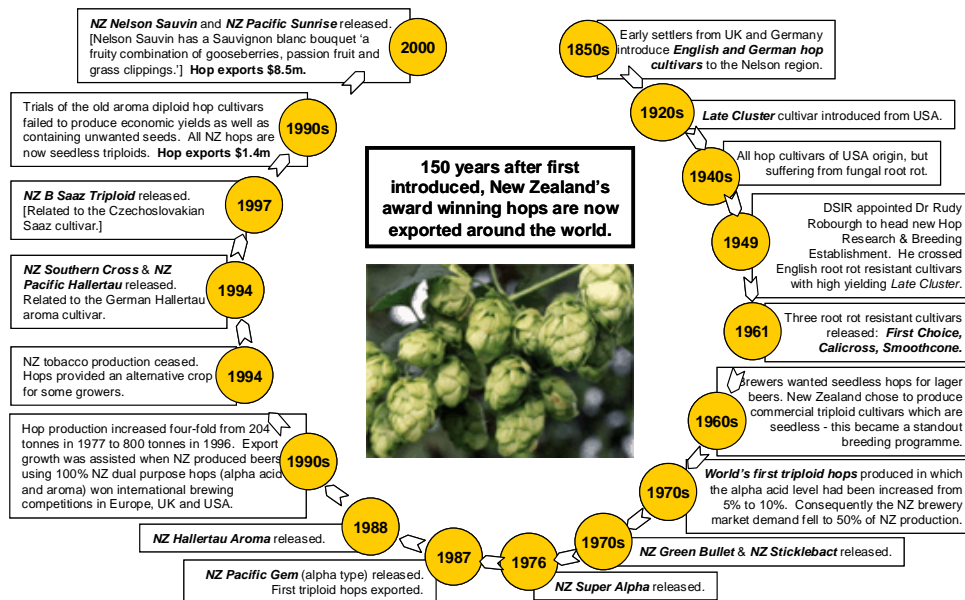 150 years after first
introduced, New Zealand's
award winning hops are now
exported around the world.
1850s
Early settlers from UK and Germany
introduce English and German hop
cultivars to the Nelson region.
1920s
Late Cluster cultivar introduced from USA.
1940s
All hop cultivars of USA origin, but
suffering from fungal root rot.
1949
DSIR appointed Dr Rudy
Robourgh to head new Hop
Research & Breeding
Establishment. He crossed
English root rot resistant cultivars
with high yielding Late Cluster.
1961
Three root rot resistant cultivars
released: First Choice,
Calicross, Smoothcone.
1960s
Brewers wanted seedless hops for lager
beers. New Zealand chose to produce
commercial triploid cultivars which are
seedless - this became a standout
breeding programme.
1970s
World's first triploid hops produced in which
the alpha acid level had been increased from
5% to 10%. Consequently the NZ brewery
market demand fell to 50% of NZ production.
1970s
NZ Green Bullet & NZ Sticklebact released.
1976
NZ Super Alpha released.
1987
NZ Pacific Gem (alpha type) released.
First triploid hops exported.
1988
NZ Hallertau Aroma released.
1990s
Hop production increased four-fold from 204
tonnes in 1977 to 800 tonnes in 1996. Export
growth was assisted when NZ produced beers
using 100% NZ dual purpose hops (alpha acid
and aroma) won international brewing
competitions in Europe, UK and USA.
1994
NZ tobacco production ceased.
Hops provided an alternative crop
for some growers.
1994
NZ Southern Cross & NZ
Pacific Hallertau released.
Related to the German Hallertau
aroma cultivar.
1997
NZ B Saaz Triploid released.
[Related to the Czechoslovakian
Saaz cultivar.]
1990s
Trials of the old aroma diploid hop cultivars
failed to produce economic yields as well as
containing unwanted seeds. All NZ hops are
now seedless triploids. Hop exports $1.4m
2000
NZ Nelson Sauvin and NZ Pacific Sunrise released.
[Nelson Sauvin has a Sauvignon blanc bouquet 'a
fruity combination of gooseberries, passion fruit and
grass clippings.'] Hop exports $8.5m.